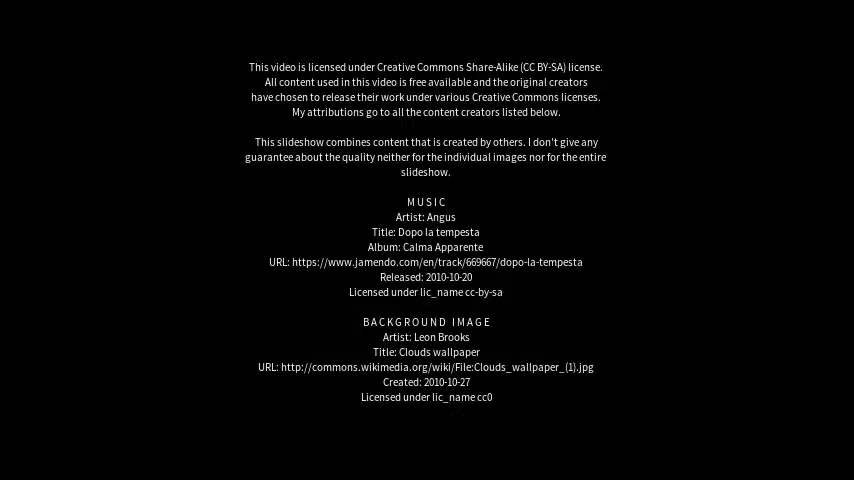 This video is licensed under Creative Commons Share-Alike (CC BY-SA) license.
All content used in this video is free available and the original creators
have chosen to release their work under various Creative Commons licenses.
My attributions go to all the content creators listed below.
This slideshow combines content that is created by others. I don't give any
guarantee about the quality neither for the individual images nor for the entire
slideshow.
MUSIC
Artist: Angus
Title: Dopo la tempesta
Album: Calma Apparente
URL: https://www.jamendo.com/en/track/669667/dopo-la-tempesta
Released: 2010-10-20
Licensed under lic_name cc-by-sa
BACKGROUND IMAGE
Artist: Leon Brooks
Title: Clouds wallpaper
URL: http://commons.wikimedia.org/wiki/File:Clouds_wallpaper_(1).jpg
Created: 2010-10-27
Licensed under lic_name cc0